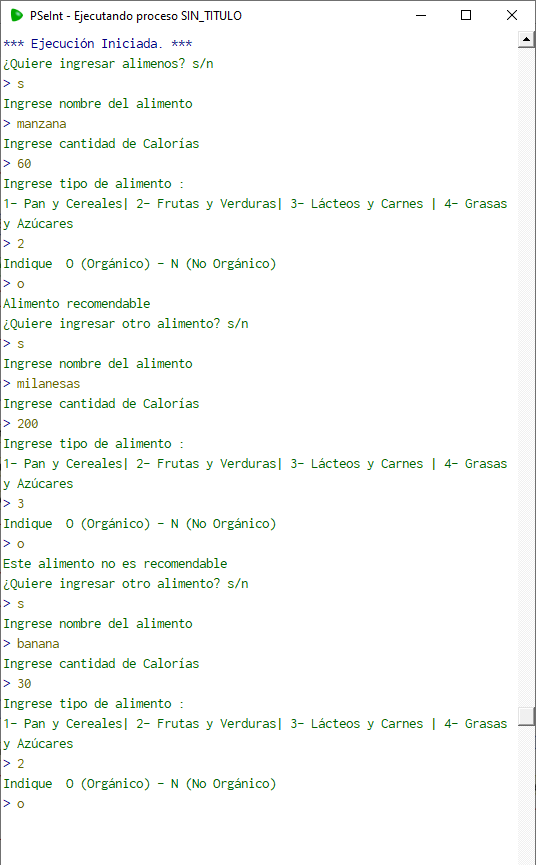 PSeInt - Ejecutando proceso SIN_TITULO
*** Ejecución Iniciada. ***
¿Quiere ingresar alimenos? s/n
> s
Ingrese nombre del alimento
> manzana
Ingrese cantidad de Calorías
> 60
Ingrese tipo de alimento :
1- Pan y Cereales| 2- Frutas y Verduras| 3- Lácteos y Carnes | 4- Grasas
y Azúcares
> 2
Indique  O (Orgánico) - N (No Orgánico)
> o
Alimento recomendable
¿Quiere ingresar otro alimento? s/n
> s
Ingrese nombre del alimento
> milanesas
Ingrese cantidad de Calorías
> 200
Ingrese tipo de alimento :
1- Pan y Cereales| 2- Frutas y Verduras| 3- Lácteos y Carnes | 4- Grasas
y Azúcares
> 3
Indique  O (Orgánico) - N (No Orgánico)
> o
Este alimento no es recomendable
¿Quiere ingresar otro alimento? s/n
> s
Ingrese nombre del alimento
> banana
Ingrese cantidad de Calorías
> 30
Ingrese tipo de alimento :
1- Pan y Cereales| 2- Frutas y Verduras| 3- Lácteos y Carnes | 4- Grasas
y Azúcares
> 2
Indique  O (Orgánico) - N (No Orgánico)
> o